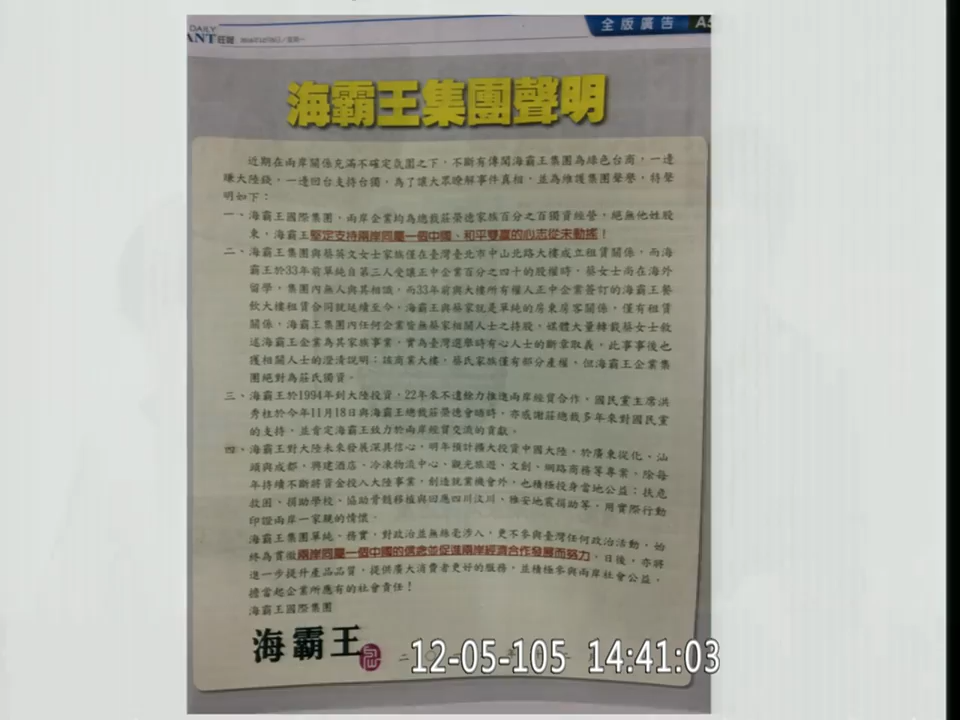 DAILY
ANT 旺報
全版廣告 A5
海霸王集團聲明
近期在兩岸關係充滿不確定氛圍之下，不斷有傳聞海霸王集團為綠色台商，一邊
賺大陸錢，一邊回台支持台獨，為了讓大眾瞭解事件真相，並為維護集團聲譽，特聲
明如下：
一、海霸王國際集團，兩岸企業均為總裁莊榮德家族百分之百獨資經營，絕無他姓股
東，海霸王堅定支持兩岸同屬一個中國、和平雙贏的心志從未動搖！
二、海霸王集團與蔡英文女士家族僅在臺灣臺北市中山北路大樓成立租賃關係，而海
霸王於33年前單純自第三人受讓正中企業百分之四十的股權時，蔡女士尚在海外
留學，集團內無人與其相識，而33年前與大樓所有權人正中企業簽訂的海霸王餐
飲大樓租賃合同就延續至今，海霸王與蔡家就是單純的房東房客關係，僅有租賃
關係，海霸王集團內任何企業皆無蔡家相關人士之持股，媒體大量轉載蔡女士敘
述海霸王企業為其家族事業，實為臺灣選舉時有心人士的斷章取義，此事事後也
獲相關人士的澄清說明：該商業大樓，蔡氏家族僅有部分產權、但海霸王企業集
團絕對為莊氏獨資。
三、海霸王於1994年到大陸投資，22年來不遺餘力推進兩岸經貿合作，國民黨主席洪
秀柱於今年11月18日與海霸王總裁莊榮德會晤時，亦感謝莊總裁多年來對國民黨
的支持，並肯定海霸王致力於兩岸經貿交流的貢獻。
四、海霸王對大陸未來發展深具信心，明年預計擴大投資中國大陸，於廣東從化、汕
頭與成都，興建酒店、冷凍物流中心、觀光旅遊、文創、網路商務等專案，除每
年持續不斷將資金投入大陸事業，創造就業機會外，也積極投身當地公益：扶危
救困、捐助學校、協助骨髓移植與回應四川汶川、雅安地震捐助等，用實際行動
印證兩岸一家親的情懷。
海霸王集團單純、務實，對政治並無絲毫涉入，更不參與臺灣任何政治活動，始
終為貫徹兩岸同屬一個中國的信念並促進兩岸經濟合作發展而努力，日後，亦將
進一步提升產品品質，提供廣大消費者更好的服務，並積極參與兩岸社會公益，
擔當起企業所應有的社會責任！
海霸王國際集團
海霸王
12-05-105 14:41:03